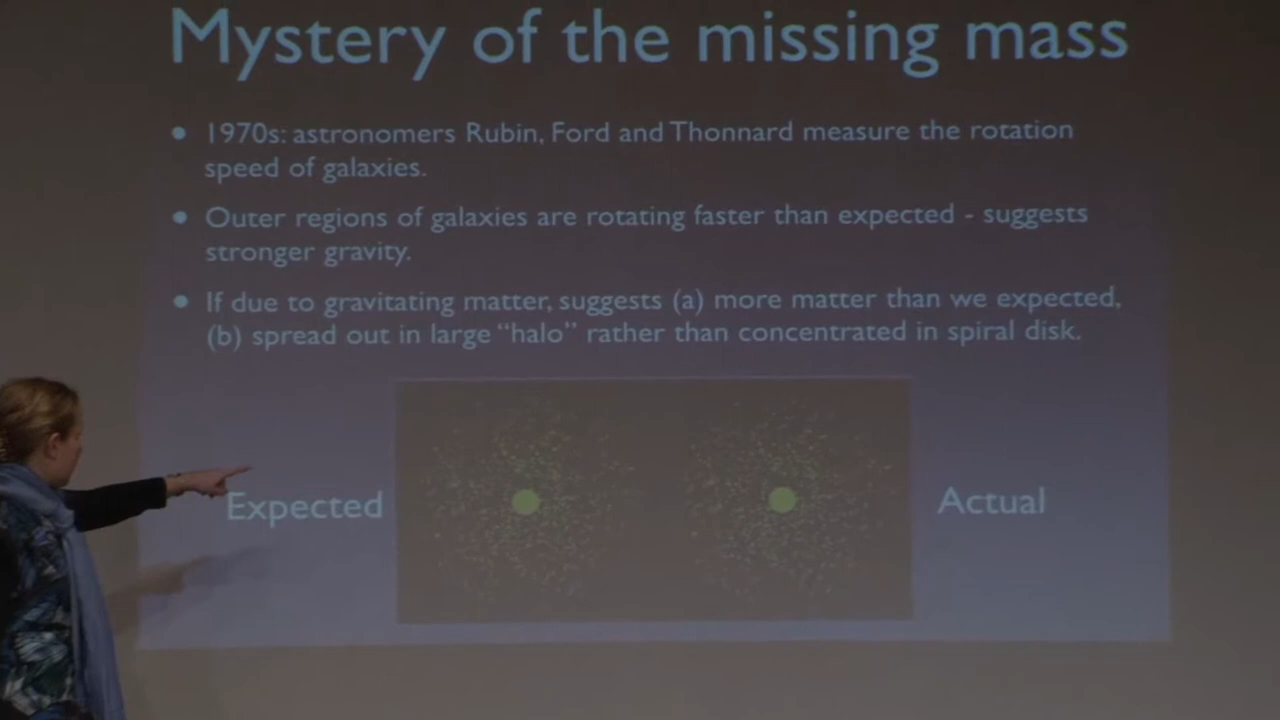 Mystery of the missing mass
• 1970s: astronomers Rubin, Ford and Thonnard measure the rotation
speed of galaxies.
• Outer regions of galaxies are rotating faster than expected - suggests
stronger gravity.
• If due to gravitating matter, suggests (a) more matter than we expected,
(b) spread out in large “halo” rather than concentrated in spiral disk.
Expected
Actual